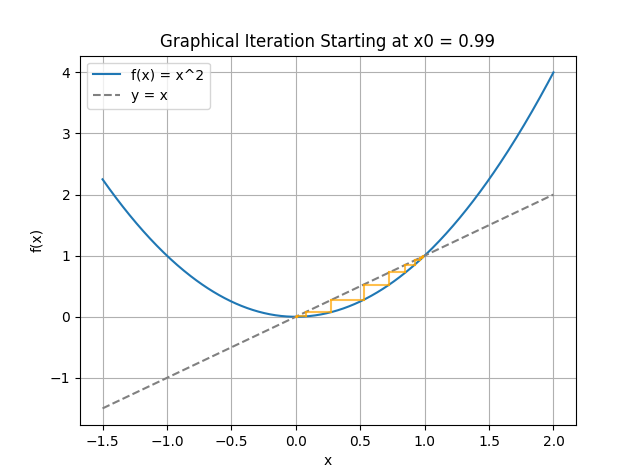 Graphical Iteration Starting at x0 = 0.99
f(x) = x^2
y = x
4
3
2
1
0
−1
f(x)
−1.5 −1.0 −0.5 0.0 0.5 1.0 1.5 2.0
x